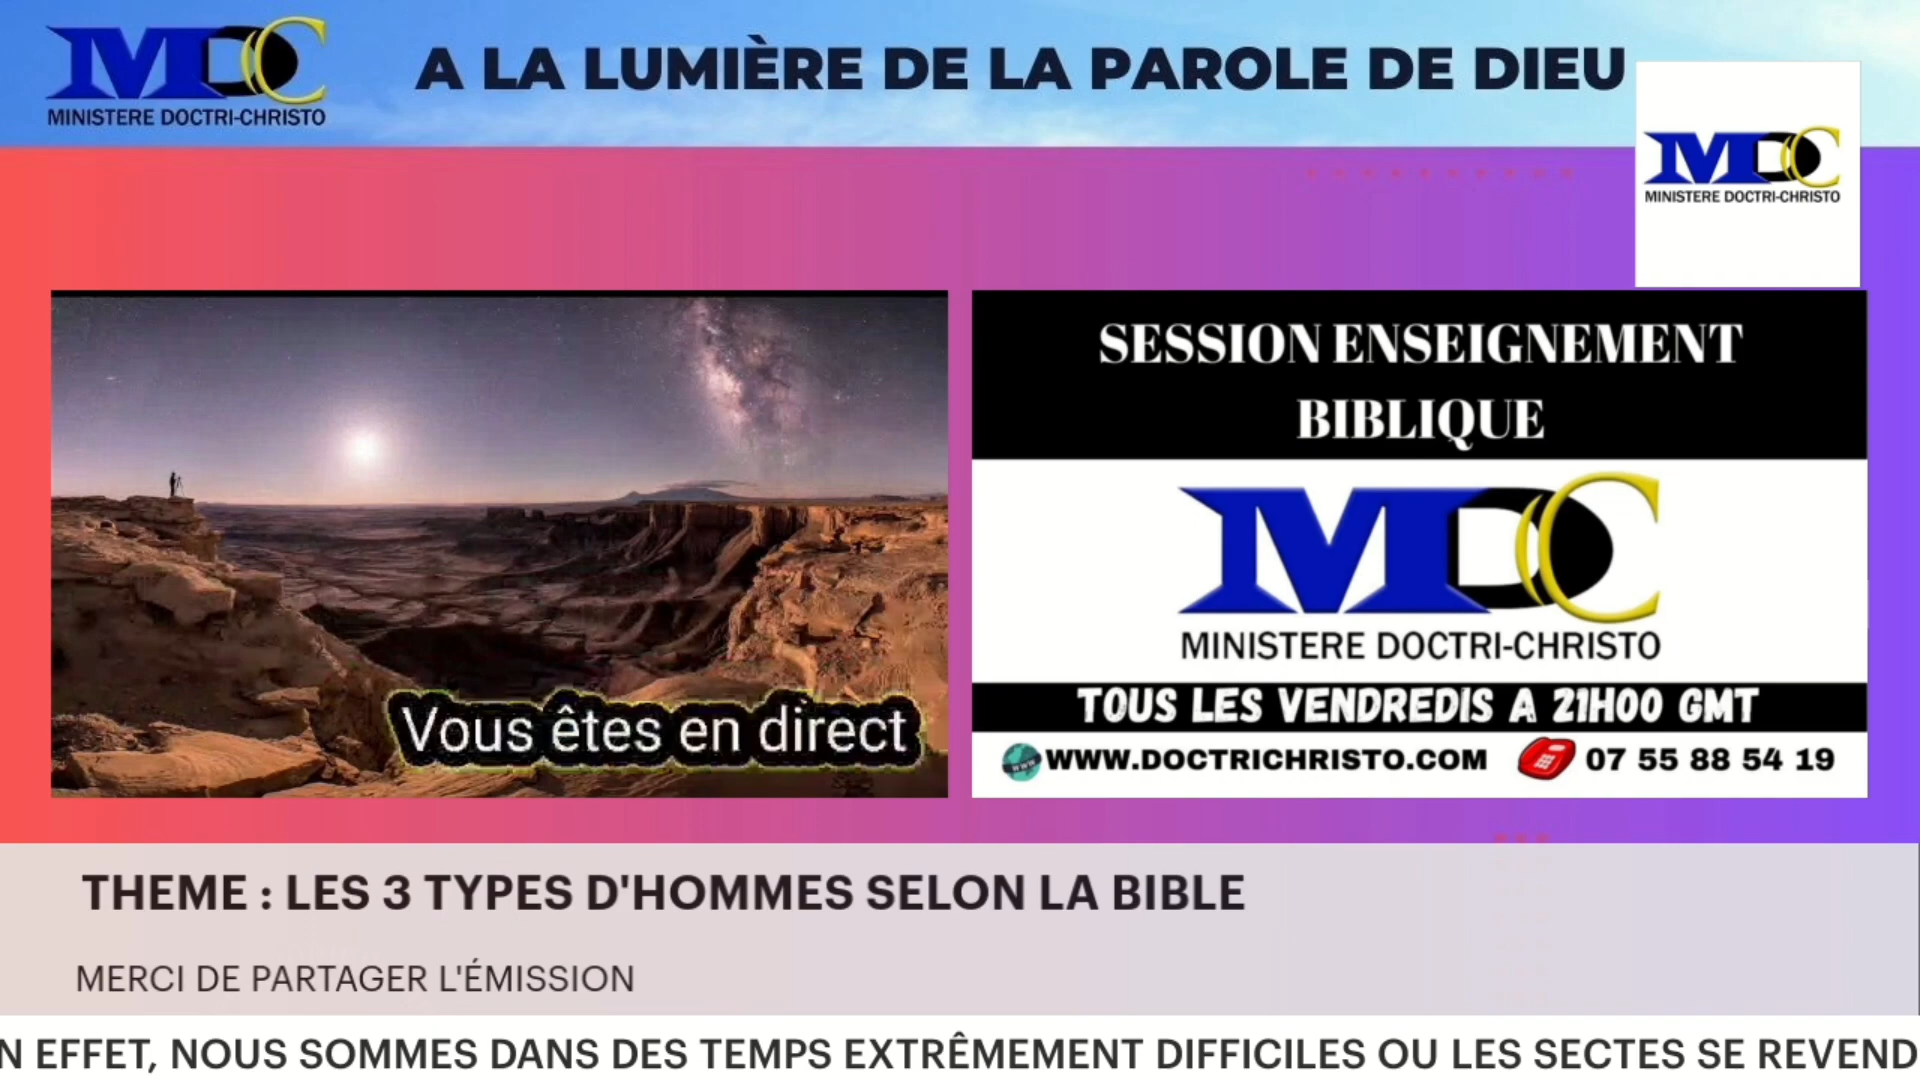 MDC
MINISTERE DOCTRI-CHRISTO
A LA LUMIÈRE DE LA PAROLE DE DIEU
MDC
MINISTERE DOCTRI-CHRISTO
Vous êtes en direct
SESSION ENSEIGNEMENT
BIBLIQUE
MDC
MINISTERE DOCTRI-CHRISTO
TOUS LES VENDREDIS A 21H00 GMT
WWW.DOCTRICHRISTO.COM 07 55 88 54 19
THEME : LES 3 TYPES D'HOMMES SELON LA BIBLE
MERCI DE PARTAGER L'ÉMISSION
N EFFET, NOUS SOMMES DANS DES TEMPS EXTRÊMEMENT DIFFICILES OU LES SECTES SE REVEND